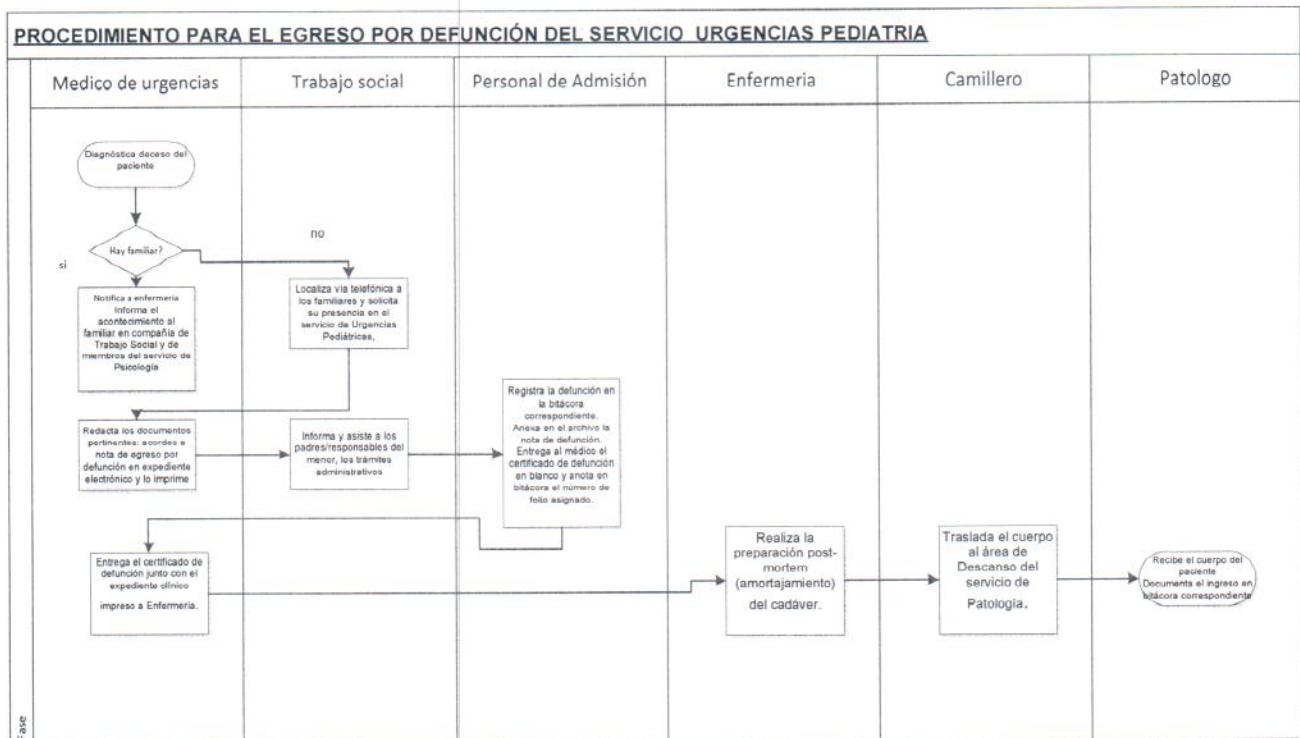 PROCEDIMIENTO PARA EL EGRESO POR DEFUNCIÓN DEL SERVICIO URGENCIAS PEDIATRIA
Medico de urgencias
Trabajo social
Personal de Admisión
Enfermeria
Camillero
Patologo
Diagnóstica deceso del
paciente
Hay familiar?
no
si
Notifica a enfermería
Informa el
acontecimiento al
familiar en compañía de
Trabajo Social y de
miembros del servicio de
Psicología
Localiza vía telefónica a
los familiares y solicita
su presencia en el
servicio de Urgencias
Pediátricas,
Redacta los documentos
pertinentes: acordes a
nota de egreso por
defunción en expediente
electrónico y lo imprime
Informa y asiste a los
padres/responsables del
menor, los trámites
administrativos
Registra la defunción en
la bitácora
correspondiente.
Anexa en el archivo la
nota de defunción.
Entrega al médico el
certificado de defunción
en blanco y anota en
bitácora el número de
folio asignado.
Entrega el certificado de
defunción junto con el
expediente clínico
impreso a Enfermería.
Realiza la
preparación post-
mortem
(amortajamiento)
del cadáver.
Traslada el cuerpo
al área de
Descanso del
servicio de
Patología.
Recibe el cuerpo del
paciente
Documenta el ingreso en
bitácora correspondiente
Fase